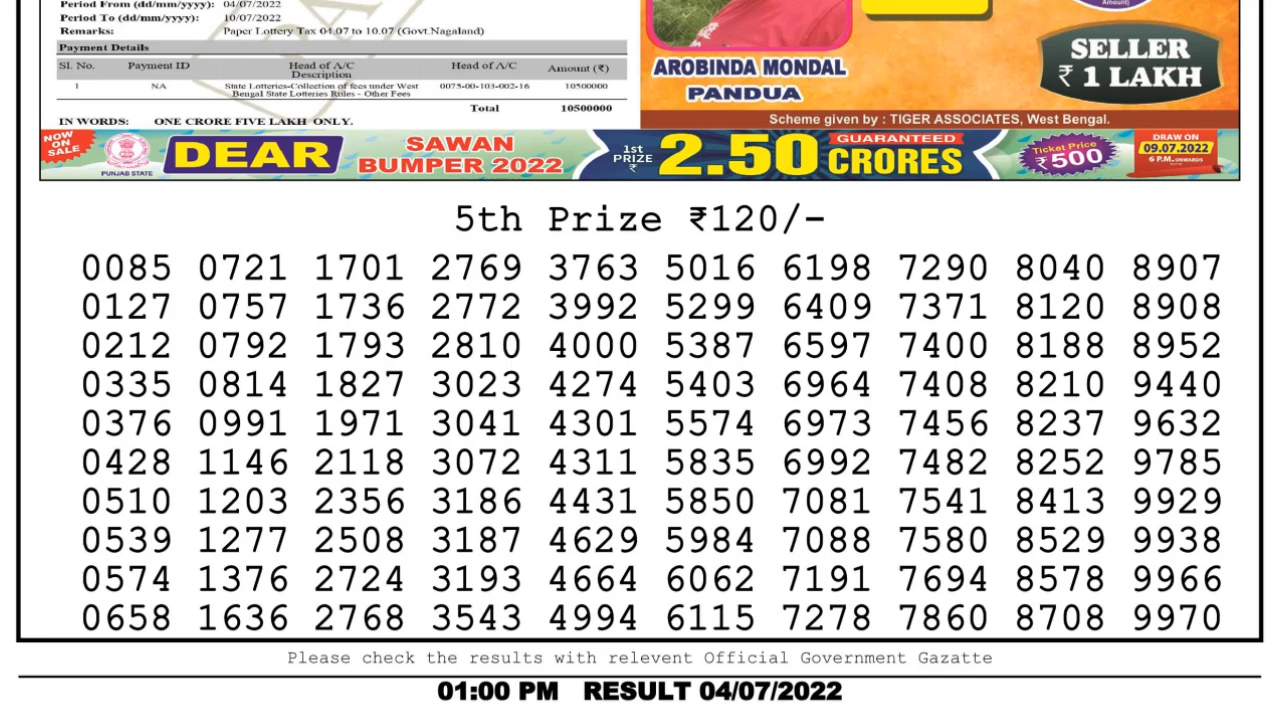 Period From (dd/mm/yyyy): 04/07/2022
Period To (dd/mm/yyyy): 10/07/2022
Remarks: Paper Lottery Tax 04.07 to 10.07 (Govt.Nagaland)
Payment Details
Sl. No. Payment ID Head of A/C Description Head of A/C Amount (₹)
1 NA State Lotteries-Collection of fees under West Bengal State Lotteries Rules - Other Fees 0075-00-103-002-16 10500000
Total 10500000
IN WORDS: ONE CRORE FIVE LAKH ONLY.
Amount)
AROBINDA MONDAL
PANDUA
SELLER
₹ 1 LAKH
Scheme given by : TIGER ASSOCIATES, West Bengal.
NOW ON SALE
PUNJAB STATE
DEAR
SAWAN
BUMPER 2022
1st PRIZE ₹
2.50
GUARANTEED
CRORES
Ticket Price
₹500
DRAW ON
09.07.2022
6 P.M. ONWARDS
5th Prize ₹120/-
0085 0721 1701 2769 3763 5016 6198 7290 8040 8907
0127 0757 1736 2772 3992 5299 6409 7371 8120 8908
0212 0792 1793 2810 4000 5387 6597 7400 8188 8952
0335 0814 1827 3023 4274 5403 6964 7408 8210 9440
0376 0991 1971 3041 4301 5574 6973 7456 8237 9632
0428 1146 2118 3072 4311 5835 6992 7482 8252 9785
0510 1203 2356 3186 4431 5850 7081 7541 8413 9929
0539 1277 2508 3187 4629 5984 7088 7580 8529 9938
0574 1376 2724 3193 4664 6062 7191 7694 8578 9966
0658 1636 2768 3543 4994 6115 7278 7860 8708 9970
Please check the results with relevent Official Government Gazatte
01:00 PM RESULT 04/07/2022